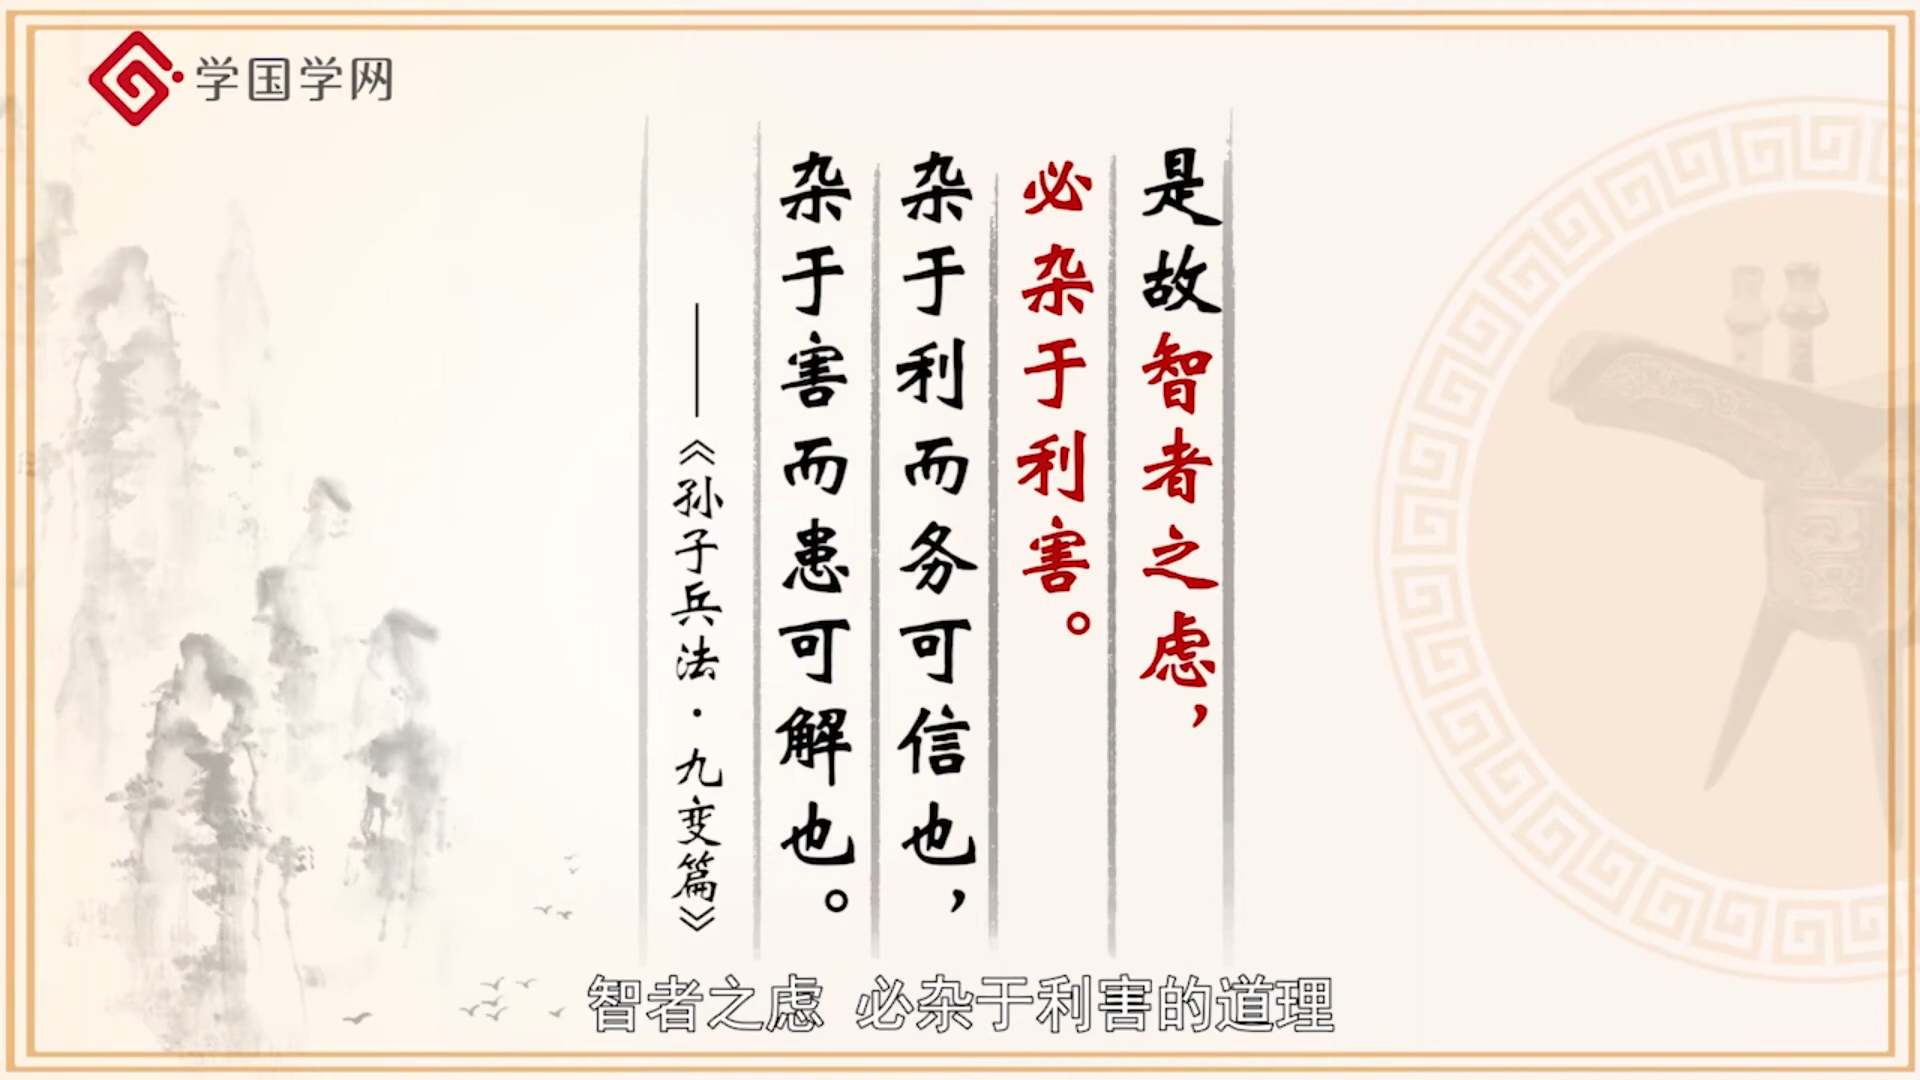 学国学网
是故智者之虑，
必杂于利害。
杂于利而务可信也，
杂于害而患可解也。
——《孙子兵法·九变篇》
智者之虑 必杂于利害的道理